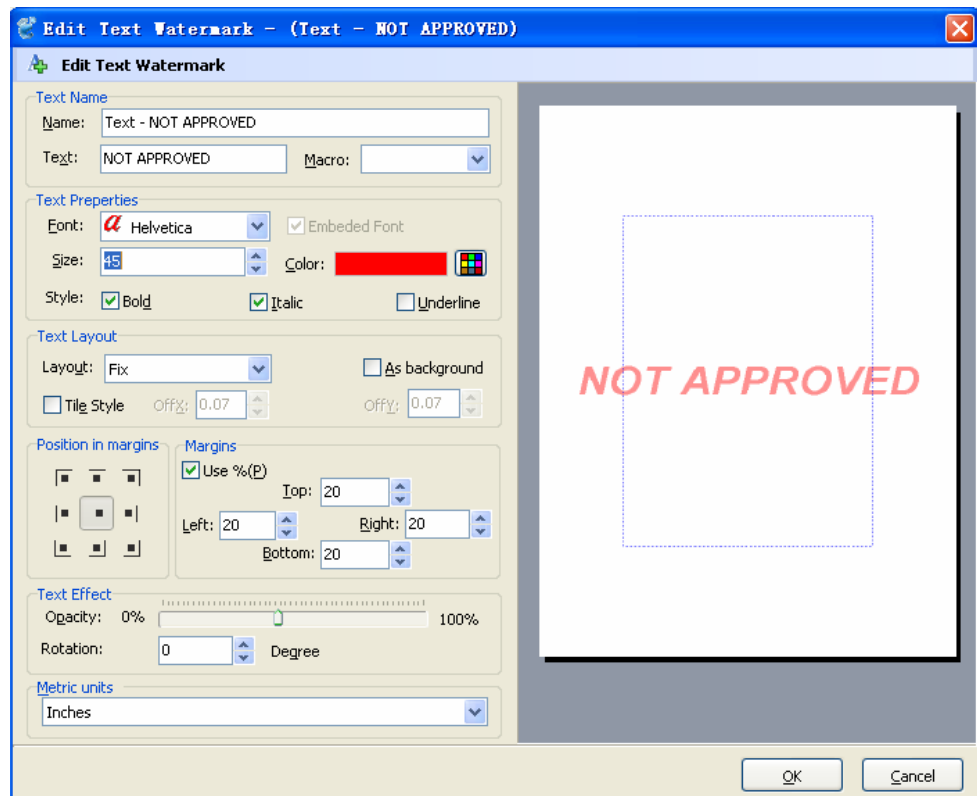 Edit Text Watermark - (Text - NOT APPROVED)
Edit Text Watermark
Text Name
Name: Text - NOT APPROVED
Text: NOT APPROVED Macro:
Text Preperties
Font: a Helvetica Embeded Font
Size: 45 Color:
Style: Bold Italic Underline
Text Layout
Layout: Fix As background
Tile Style OffX: 0.07 OffY: 0.07
Position in margins Margins
Use %(P)
Top: 20
Left: 20 Right: 20
Bottom: 20
Text Effect
Opacity: 0% 100%
Rotation: 0 Degree
Metric units
Inches
NOT APPROVED
OK Cancel